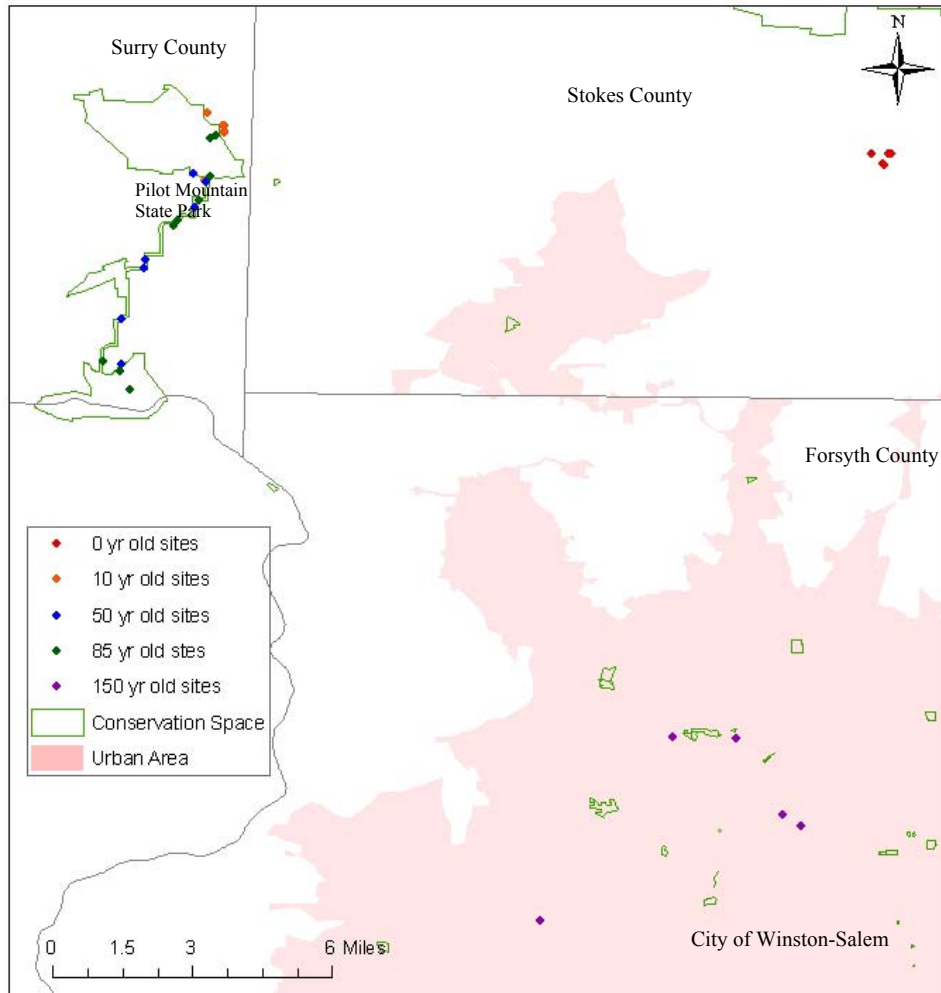 Surry County
N
Stokes County
Pilot Mountain
State Park
Forsyth County
0 yr old sites
10 yr old sites
50 yr old sites
85 yr old stes
150 yr old sites
Conservation Space
Urban Area
City of Winston-Salem
0 1.5 3 6 Miles